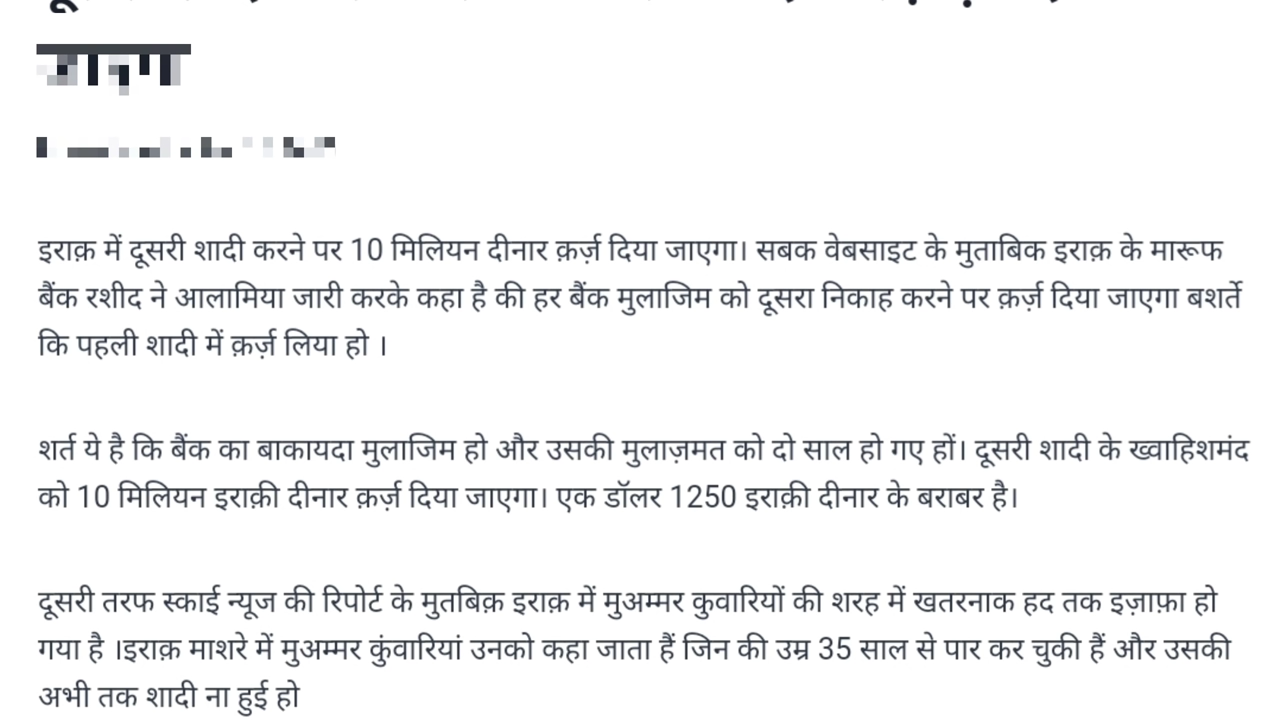 इराक़ में दूसरी शादी करने पर 10 मिलियन दीनार क़र्ज़ दिया जाएगा। सबक वेबसाइट के मुताबिक इराक़ के मारूफ
बैंक रशीद ने आलामिया जारी करके कहा है की हर बैंक मुलाजिम को दूसरा निकाह करने पर क़र्ज़ दिया जाएगा बशर्ते
कि पहली शादी में क़र्ज़ लिया हो ।
शर्त ये है कि बैंक का बाकायदा मुलाजिम हो और उसकी मुलाज़मत को दो साल हो गए हों। दूसरी शादी के ख्वाहिशमंद
को 10 मिलियन इराक़ी दीनार क़र्ज़ दिया जाएगा। एक डॉलर 1250 इराक़ी दीनार के बराबर है।
दूसरी तरफ स्काई न्यूज की रिपोर्ट के मुतबिक़ इराक़ में मुअम्मर कुवारियों की शरह में खतरनाक हद तक इज़ाफ़ा हो
गया है ।इराक़ माशरे में मुअम्मर कुंवारियां उनको कहा जाता हैं जिन की उम्र 35 साल से पार कर चुकी हैं और उसकी
अभी तक शादी ना हुई हो